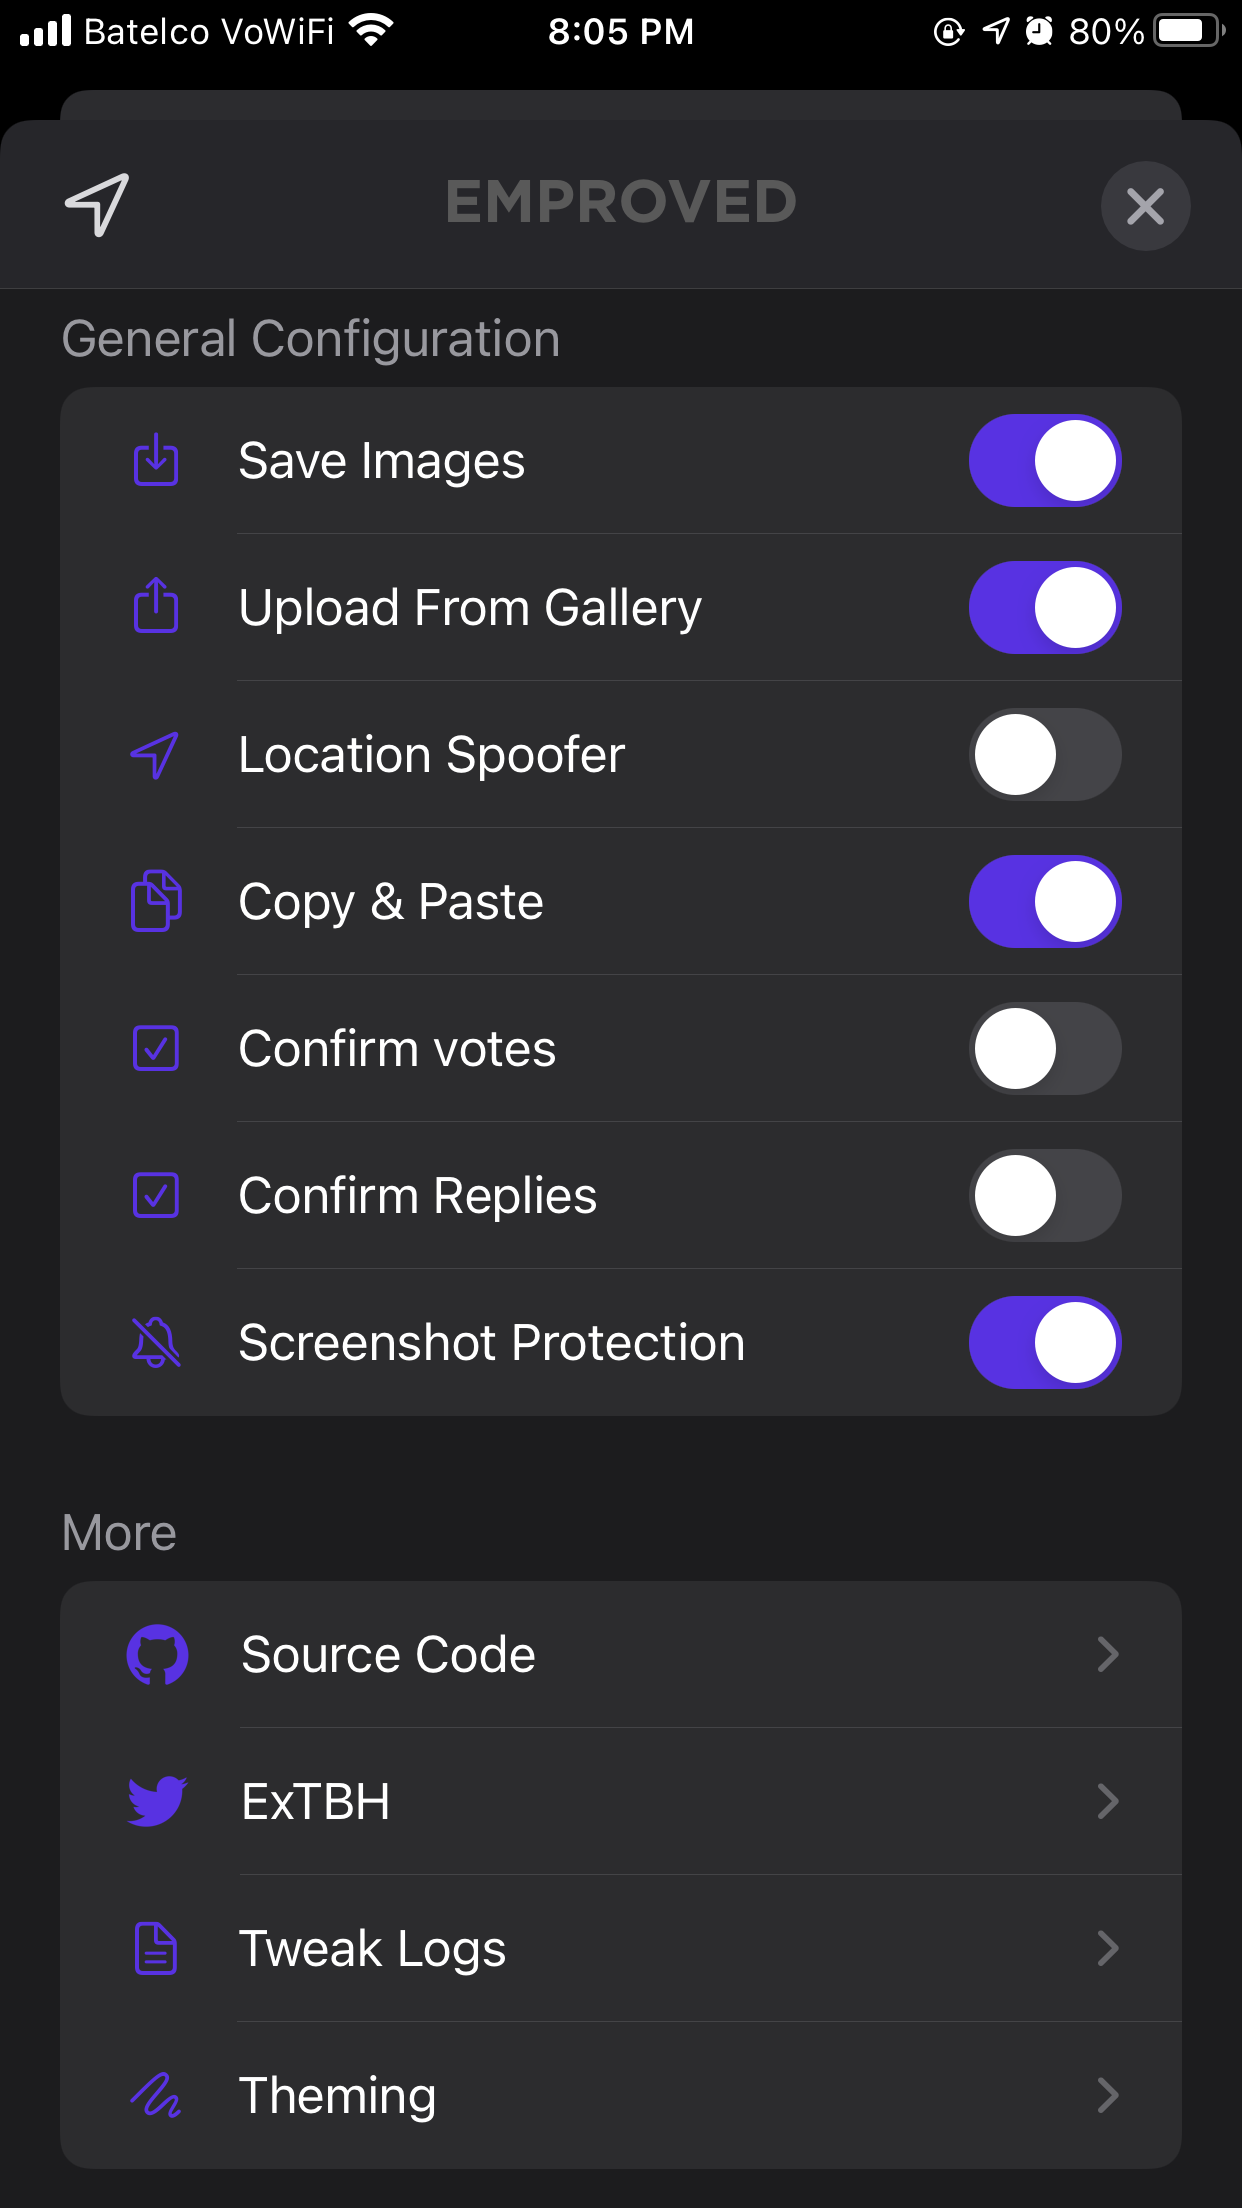 Batelco VoWiFi 8:05 PM 80%
EMPROVED
General Configuration
Save Images
Upload From Gallery
Location Spoofer
Copy & Paste
Confirm votes
Confirm Replies
Screenshot Protection
More
Source Code
ExTBH
Tweak Logs
Theming